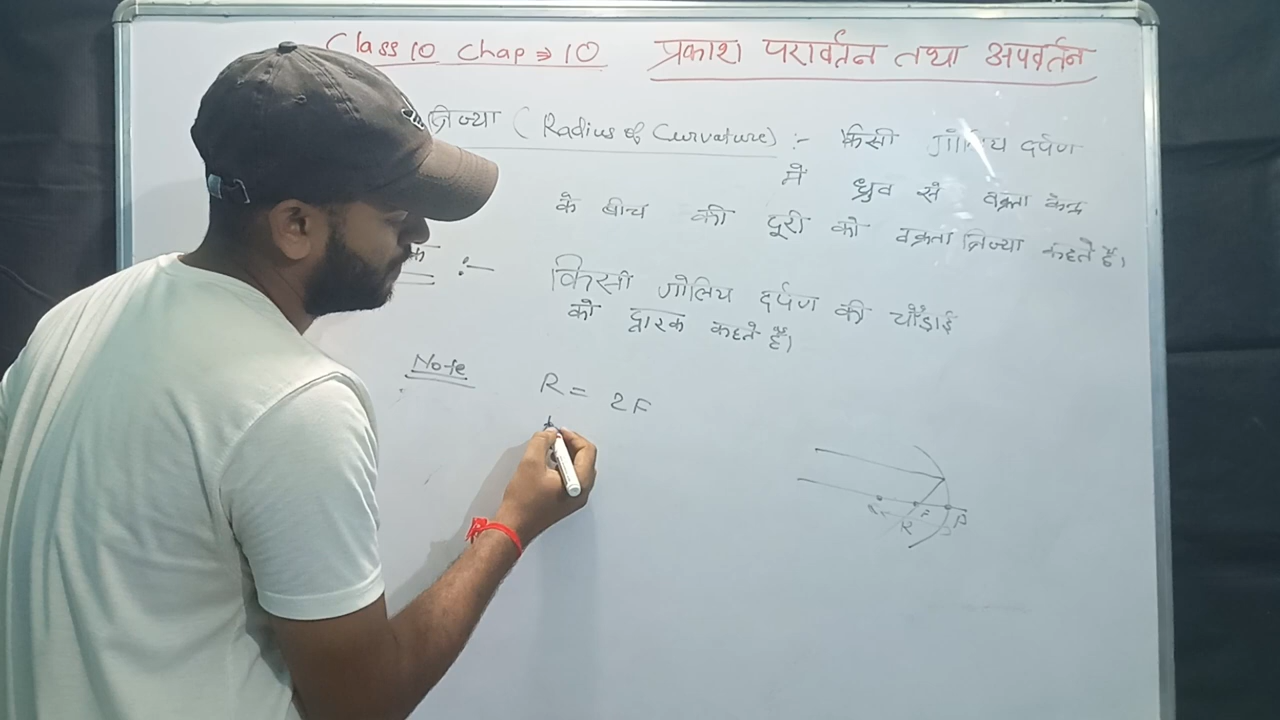 Class 10 Chap ⇒ 10 प्रकाश परावर्तन तथा अपवर्तन
त्रिज्या ( Radius of Curvature) :- किसी गोलिय दर्पण
में ध्रुव से वक्रता केन्द्र
के बीच की दूरी को वक्रता त्रिज्या कहते है।
क :- किसी गोलिय दर्पण की चौड़ाई
को द्वारक कहते है।
Note R = 2F
F P
R